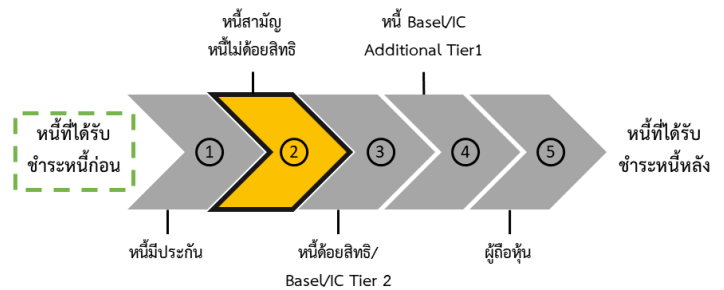 หนี้สามัญ
หนี้ไม่ด้อยสิทธิ
หนี้ Basel/IC
Additional Tier1
หนี้ที่ได้รับ
ชำระหนี้ก่อน
1
2
3
4
5
หนี้ที่ได้รับ
ชำระหนี้หลัง
หนี้มีประกัน
หนี้ด้อยสิทธิ/
Basel/IC Tier 2
ผู้ถือหุ้น